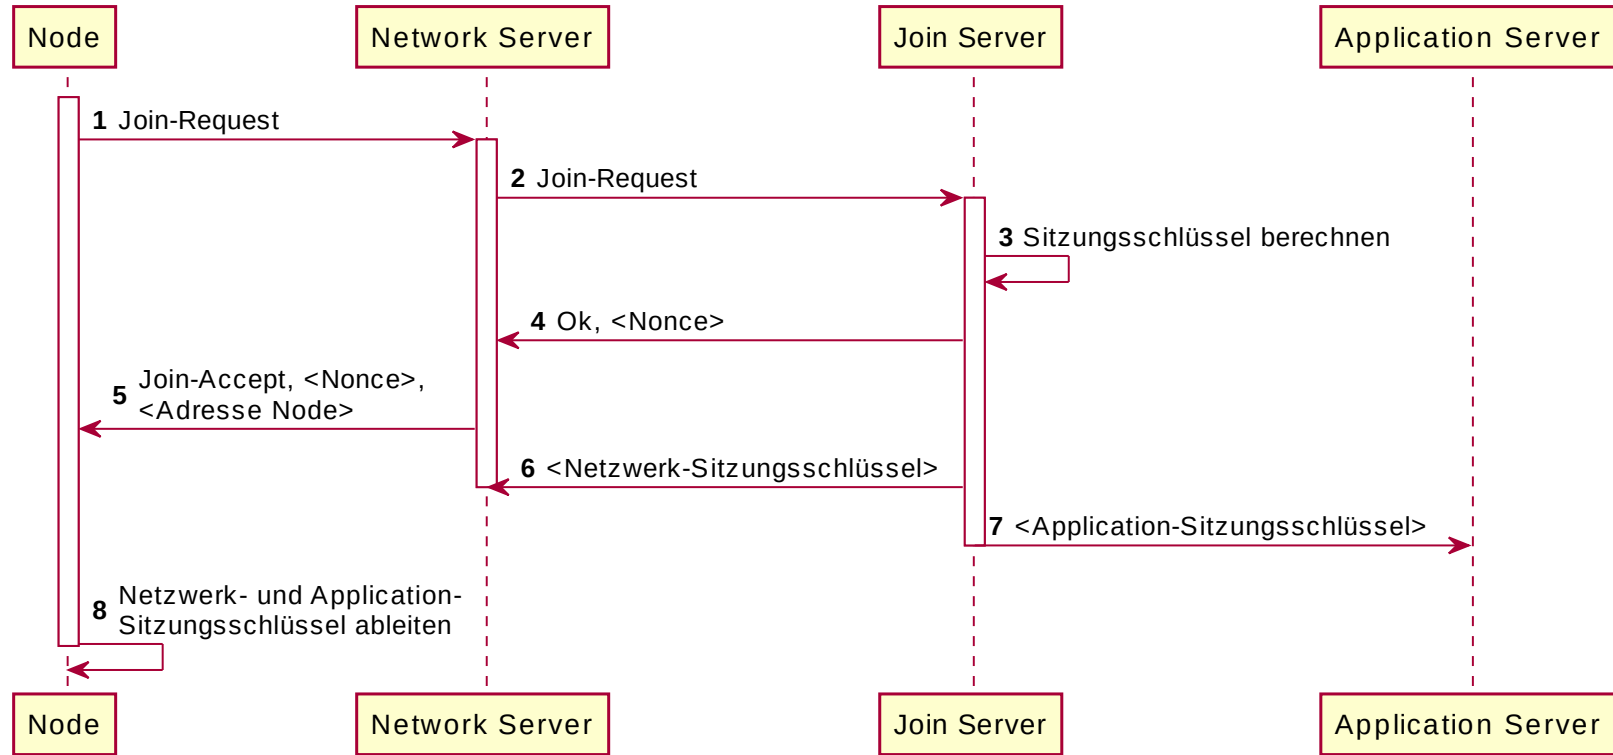 Node
Network Server
Join Server
Application Server
1 Join-Request
2 Join-Request
3 Sitzungsschlüssel berechnen
4 Ok, <Nonce>
5 Join-Accept, <Nonce>,
<Adresse Node>
6 <Netzwerk-Sitzungsschlüssel>
7 <Application-Sitzungsschlüssel>
8 Netzwerk- und Application-
Sitzungsschlüssel ableiten
Node
Network Server
Join Server
Application Server